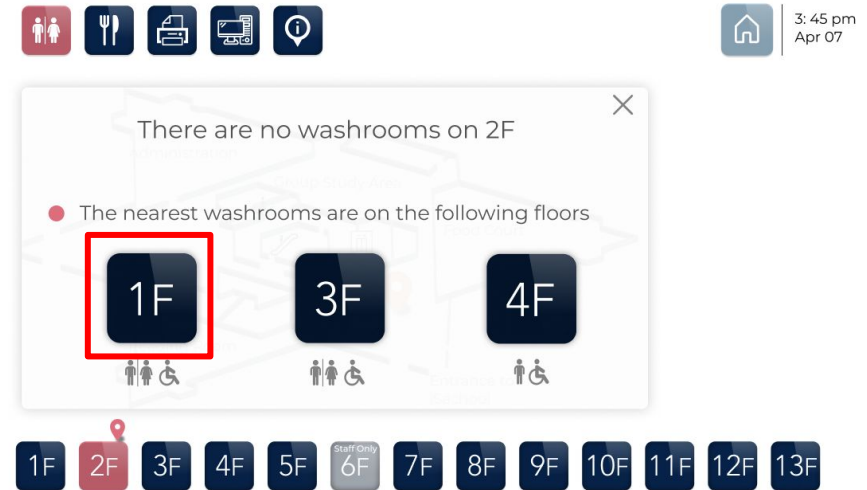 3: 45 pm
Apr 07
There are no washrooms on 2F
The nearest washrooms are on the following floors
1F 3F 4F
Staff Only
1F 2F 3F 4F 5F 6F 7F 8F 9F 10F 11F 12F 13F